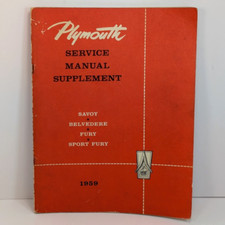 Plymouth
SERVICE
MANUAL
SUPPLEMENT
SAVOY
BELVEDERE
FURY
SPORT FURY
1959